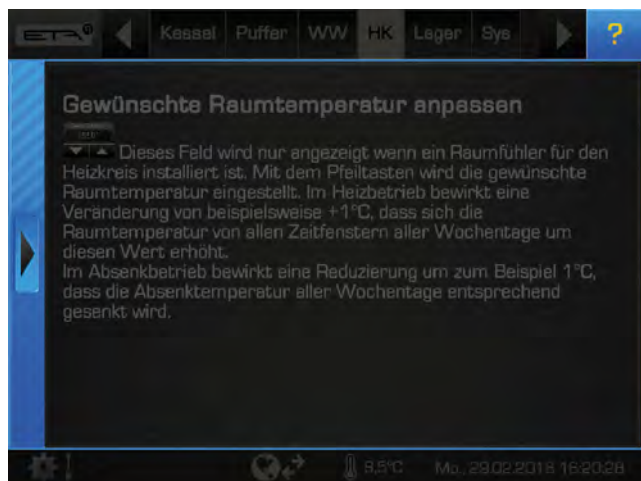 ETA
Kessel Puffer WW HK Lager Sys ?
Gewünschte Raumtemperatur anpassen
Dieses Feld wird nur angezeigt wenn ein Raumfühler für den
Heizkreis installiert ist. Mit dem Pfeiltasten wird die gewünschte
Raumtemperatur eingestellt. Im Heizbetrieb bewirkt eine
Veränderung von beispielsweise +1°C, dass sich die
Raumtemperatur von allen Zeitfenstern aller Wochentage um
diesen Wert erhöht.
Im Absenkbetrieb bewirkt eine Reduzierung um zum Beispiel 1°C,
dass die Absenktemperatur aller Wochentage entsprechend
gesenkt wird.
9,5°C Mo., 29.02.2016 16:20:28